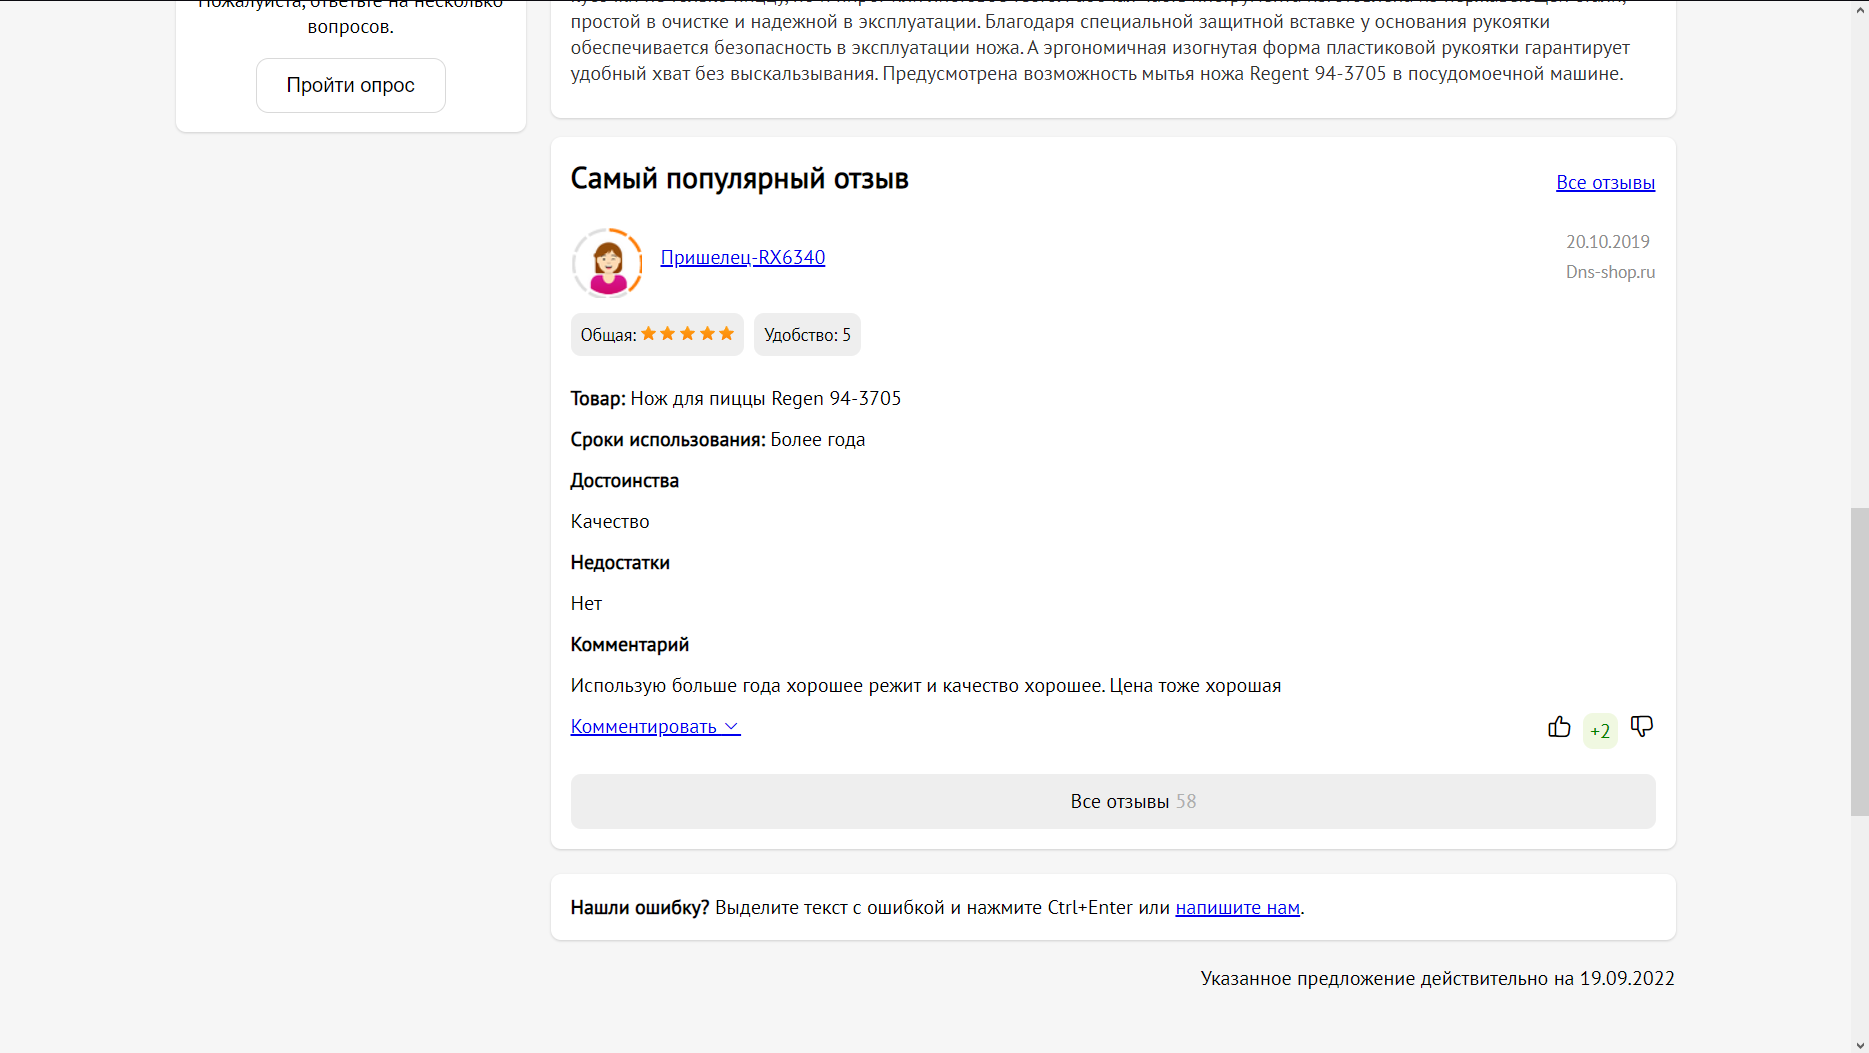 Пожалуйста, ответьте на несколько
вопросов.
Пройти опрос
простой в очистке и надежной в эксплуатации. Благодаря специальной защитной вставке у основания рукоятки
обеспечивается безопасность в эксплуатации ножа. А эргономичная изогнутая форма пластиковой рукоятки гарантирует
удобный хват без выскальзывания. Предусмотрена возможность мытья ножа Regent 94-3705 в посудомоечной машине.
Самый популярный отзыв
Все отзывы
Пришелец-RX6340
20.10.2019
Dns-shop.ru
Общая:
Удобство: 5
Товар: Нож для пиццы Regen 94-3705
Сроки использования: Более года
Достоинства
Качество
Недостатки
Нет
Комментарий
Использую больше года хорошее режит и качество хорошее. Цена тоже хорошая
Комментировать
+2
Все отзывы 58
Нашли ошибку? Выделите текст с ошибкой и нажмите Ctrl+Enter или напишите нам.
Указанное предложение действительно на 19.09.2022